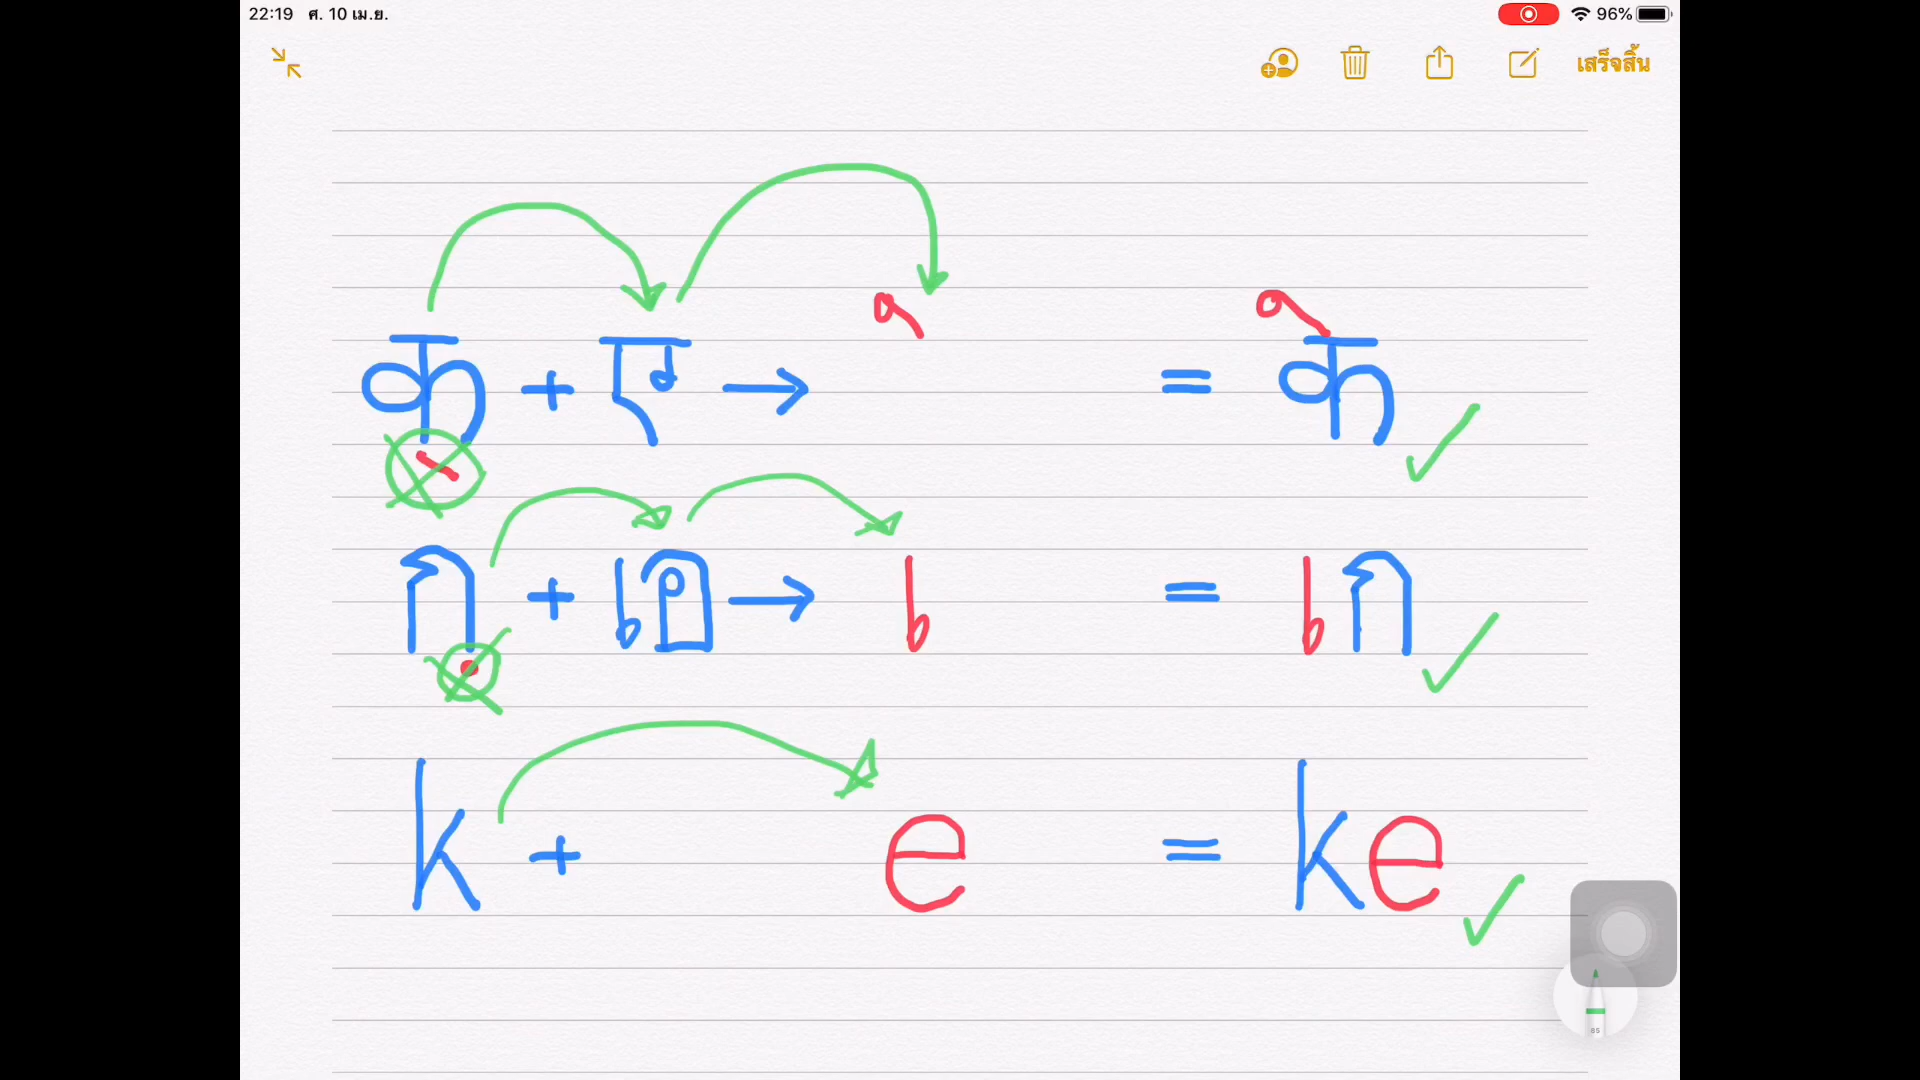 22:19 ศ. 10 เม.ย. 96%
เสร็จสิ้น
क् + ए → े = के
กฺ + เอ → เ = เก
k + e = ke
85